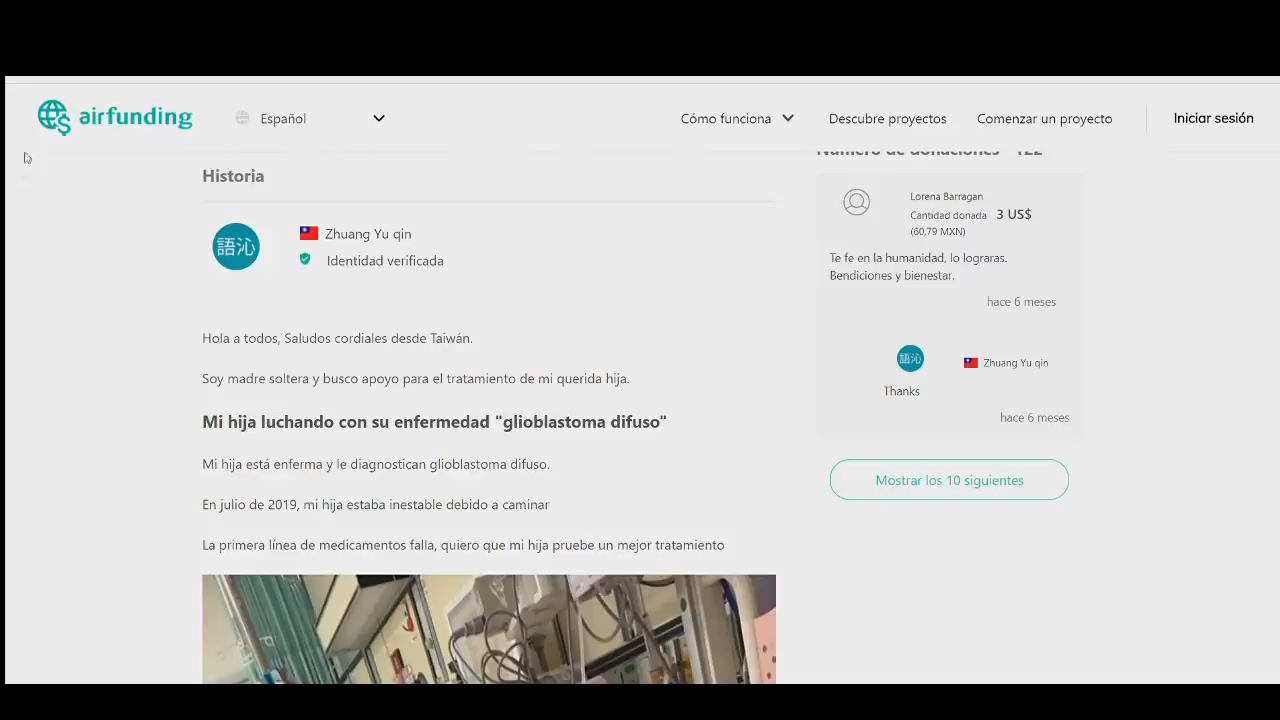 airfunding
Español
Cómo funciona
Descubre proyectos
Comenzar un proyecto
Iniciar sesión
Historia
語沁
Zhuang Yu qin
Identidad verificada
Hola a todos, Saludos cordiales desde Taiwán.
Soy madre soltera y busco apoyo para el tratamiento de mi querida hija.
Mi hija luchando con su enfermedad "glioblastoma difuso"
Mi hija está enferma y le diagnostican glioblastoma difuso.
En julio de 2019, mi hija estaba inestable debido a caminar
La primera línea de medicamentos falla, quiero que mi hija pruebe un mejor tratamiento
Número de donaciones 122
Lorena Barragan
Cantidad donada 3 US$
(60,79 MXN)
Te fe en la humanidad, lo lograras.
Bendiciones y bienestar.
hace 6 meses
語沁
Zhuang Yu qin
Thanks
hace 6 meses
Mostrar los 10 siguientes